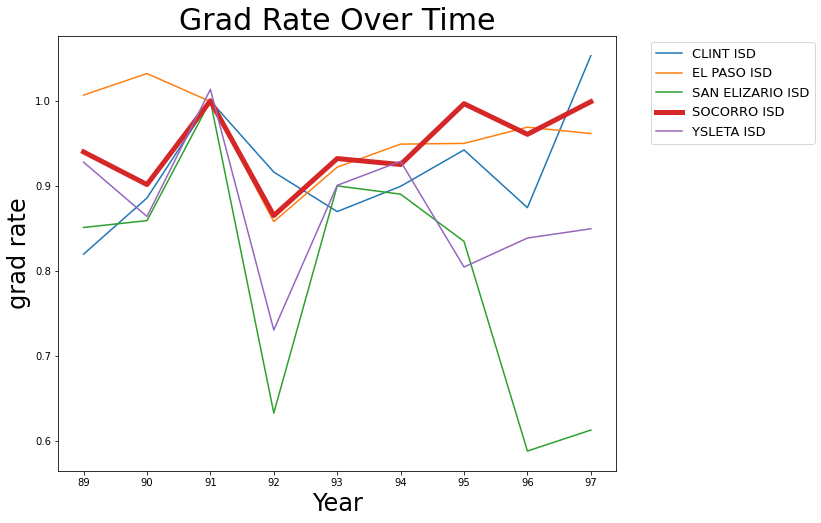 Grad Rate Over Time
CLINT ISD
EL PASO ISD
SAN ELIZARIO ISD
SOCORRO ISD
YSLETA ISD
grad rate
1.0
0.9
0.8
0.7
0.6
89 90 91 92 93 94 95 96 97
Year